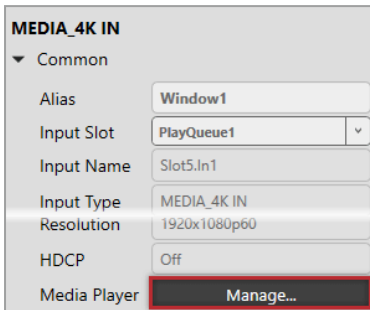 MEDIA_4K IN
Common
Alias Window1
Input Slot PlayQueue1
Input Name Slot5.In1
Input Type MEDIA_4K IN
Resolution 1920x1080p60
HDCP Off
Media Player Manage...